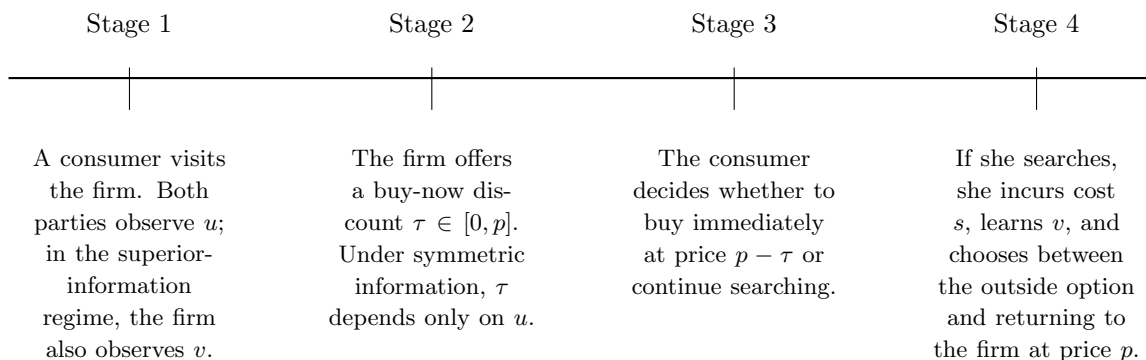 Stage 1
Stage 2
Stage 3
Stage 4
A consumer visits
the firm. Both
parties observe u;
in the superior-
information
regime, the firm
also observes v.
The firm offers
a buy-now dis-
count τ ∈ [0, p].
Under symmetric
information, τ
depends only on u.
The consumer
decides whether to
buy immediately
at price p − τ or
continue searching.
If she searches,
she incurs cost
s, learns v, and
chooses between
the outside option
and returning to
the firm at price p.